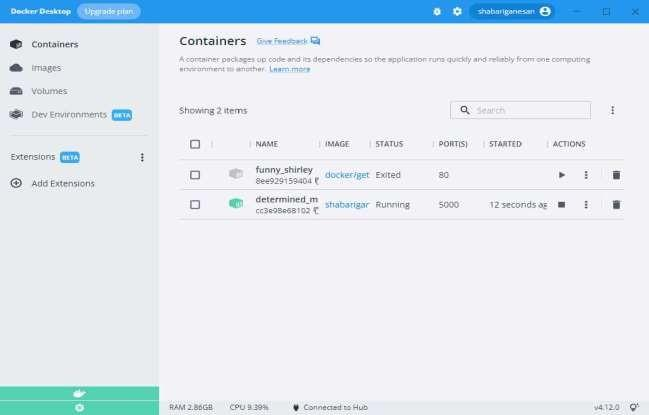 Docker Desktop Upgrade plan shabariganesan
Containers
Images
Volumes
Dev Environments BETA
Extensions BETA
Add Extensions
Containers Give Feedback
A container packages up code and its dependencies so the application runs quickly and reliably from one computing
environment to another. Learn more
Showing 2 items Search
NAME IMAGE STATUS PORT(S) STARTED ACTIONS
funny_shirley
8ee929159404 docker/get Exited 80
determined_m
cc3e98e68102 shabarigar Running 5000 12 seconds ag
RAM 2.86GB CPU 9.39% Connected to Hub v4.12.0